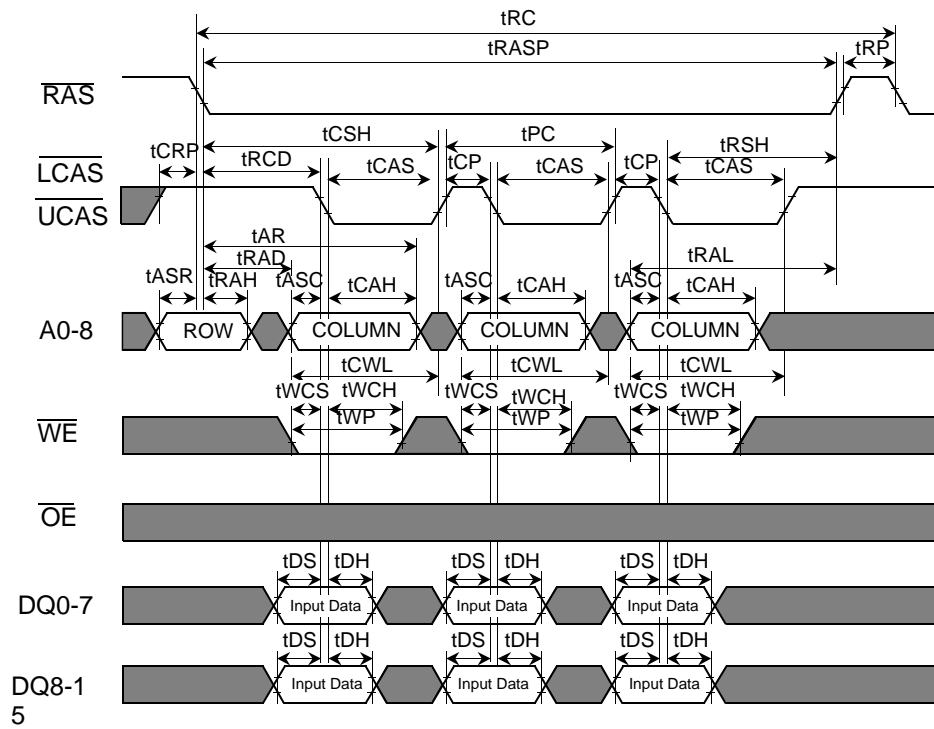 tRC
tRASP
tRP
RAS
tCSH
tPC
tCRP
tRCD
tRSH
LCAS
tCAS
tCP
tCAS
tCP
tCAS
UCAS
tAR
tRAD
tRAL
tASR
tRAH
tASC
tCAH
tASC
tCAH
tASC
tCAH
A0-8
ROW
COLUMN
COLUMN
COLUMN
tCWL
tCWL
tCWL
tWCS
tWCH
tWCS
tWCH
tWCS
tWCH
WE
tWP
tWP
tWP
OE
tDS
tDH
tDS
tDH
tDS
tDH
DQ0-7
Input Data
Input Data
Input Data
tDS
tDH
tDS
tDH
tDS
tDH
DQ8-1
5
Input Data
Input Data
Input Data